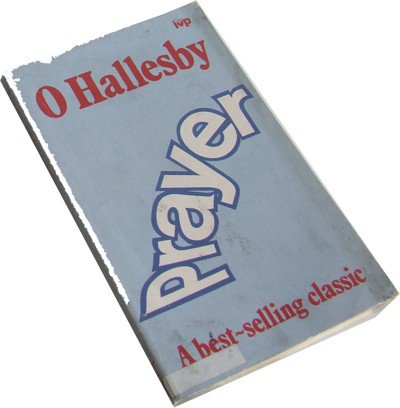 ivp
O Hallesby
Prayer
A best-selling classic